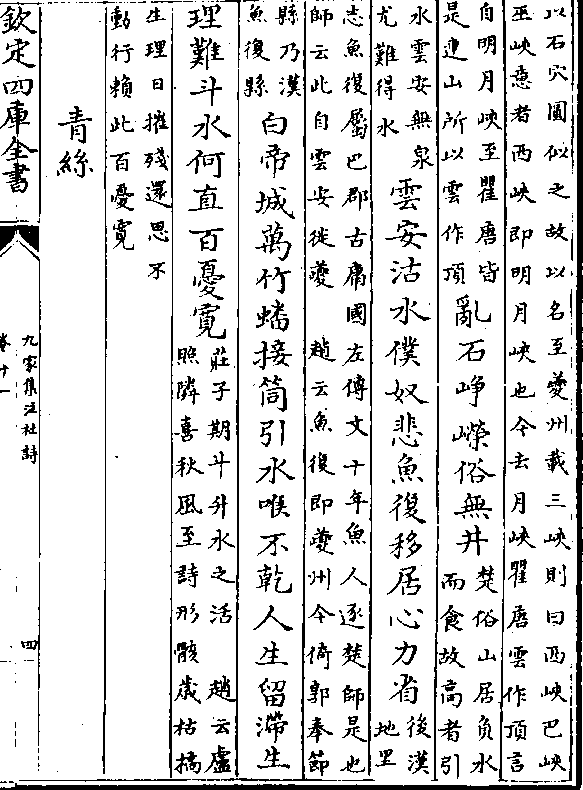 以石穴圓似之故以名至夔州載三峽則曰西峽巴峽
巫峽意者西峽即明月峽也今去月峽瞿唐雲作頂言
自明月峽至瞿唐皆
是連山所以雲作頂
亂石崢嶸俗無井
楚俗山居負水
而食故高者引
水雲安無泉
尤難得水
雲安沽水僕奴悲魚復移居心力省
後漢
地里
志魚復屬巴郡古庸國左傳文十年魚人逐楚師是也
師云此自雲安徙夔 趙云魚復即夔州今倚郭奉節
縣乃漢
魚復縣
白帝城萬竹蟠接筒引水喉不乾人生留滯生
理難斗水何直百憂寛
莊子期斗升水之活 趙云盧
照隣喜秋風至詩形骸歳枯槁
生理日摧殘還思不
動行賴此百憂寛
青絲
欽定四庫全書
九家集注杜詩
卷十一
四